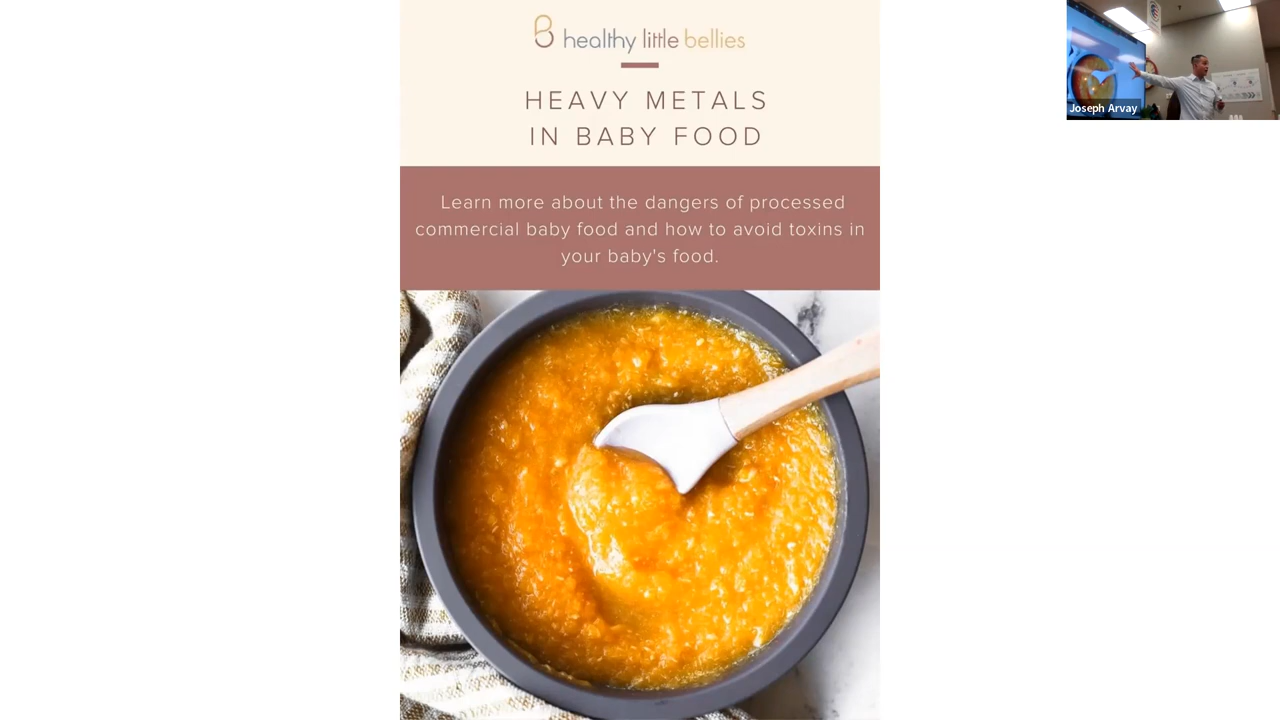 healthy little bellies
HEAVY METALS
IN BABY FOOD
Learn more about the dangers of processed
commercial baby food and how to avoid toxins in
your baby's food.
Joseph Arvay